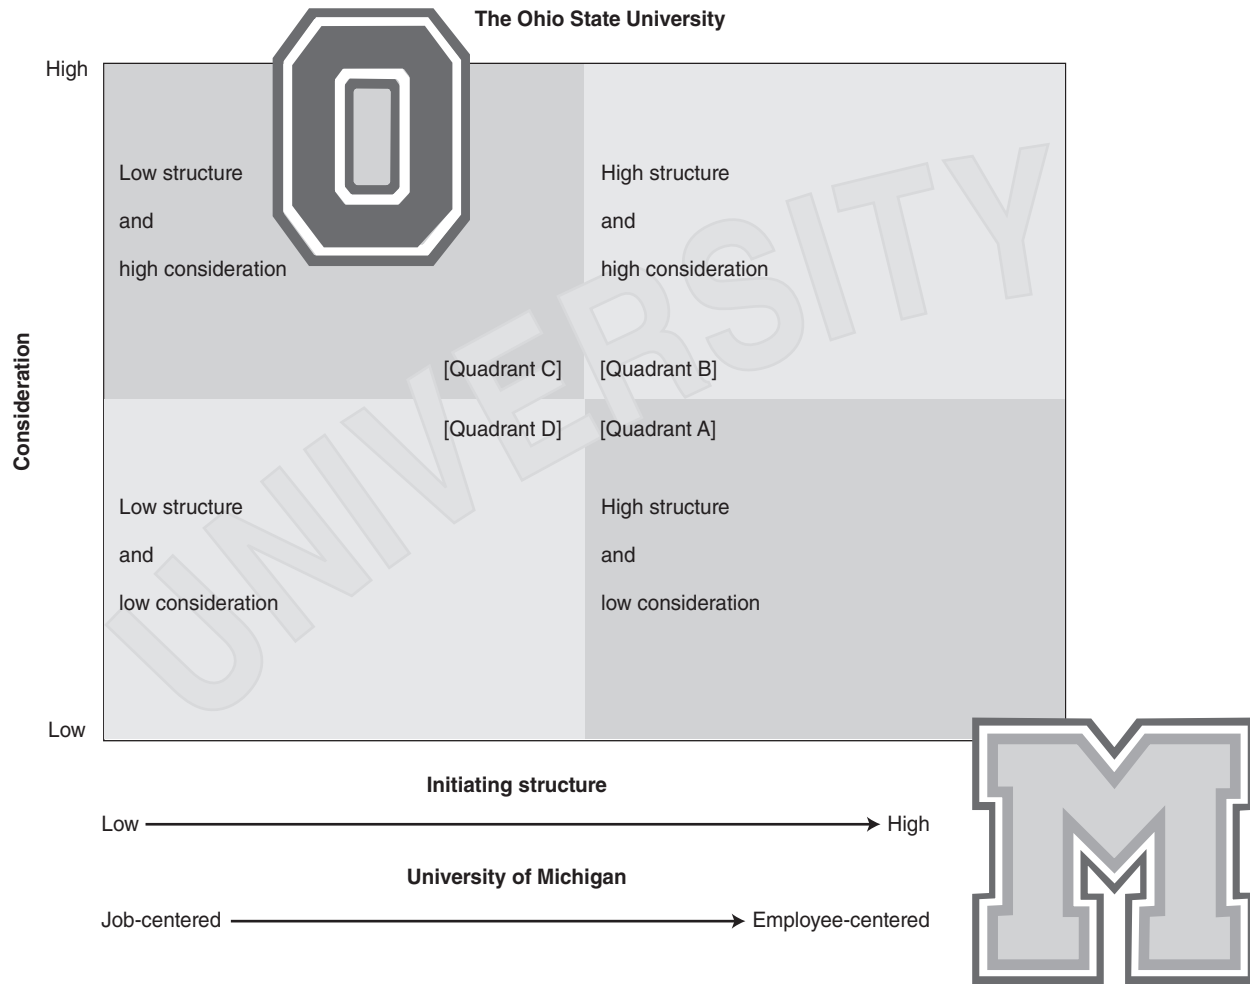 The Ohio State University
High
Low structure
and
high consideration
[Quadrant C]
High structure
and
high consideration
[Quadrant B]
Consideration
[Quadrant D]
Low structure
and
low consideration
[Quadrant A]
High structure
and
low consideration
UNIVERSITY
Low
Initiating structure
Low High
University of Michigan
Job-centered Employee-centered
O
M